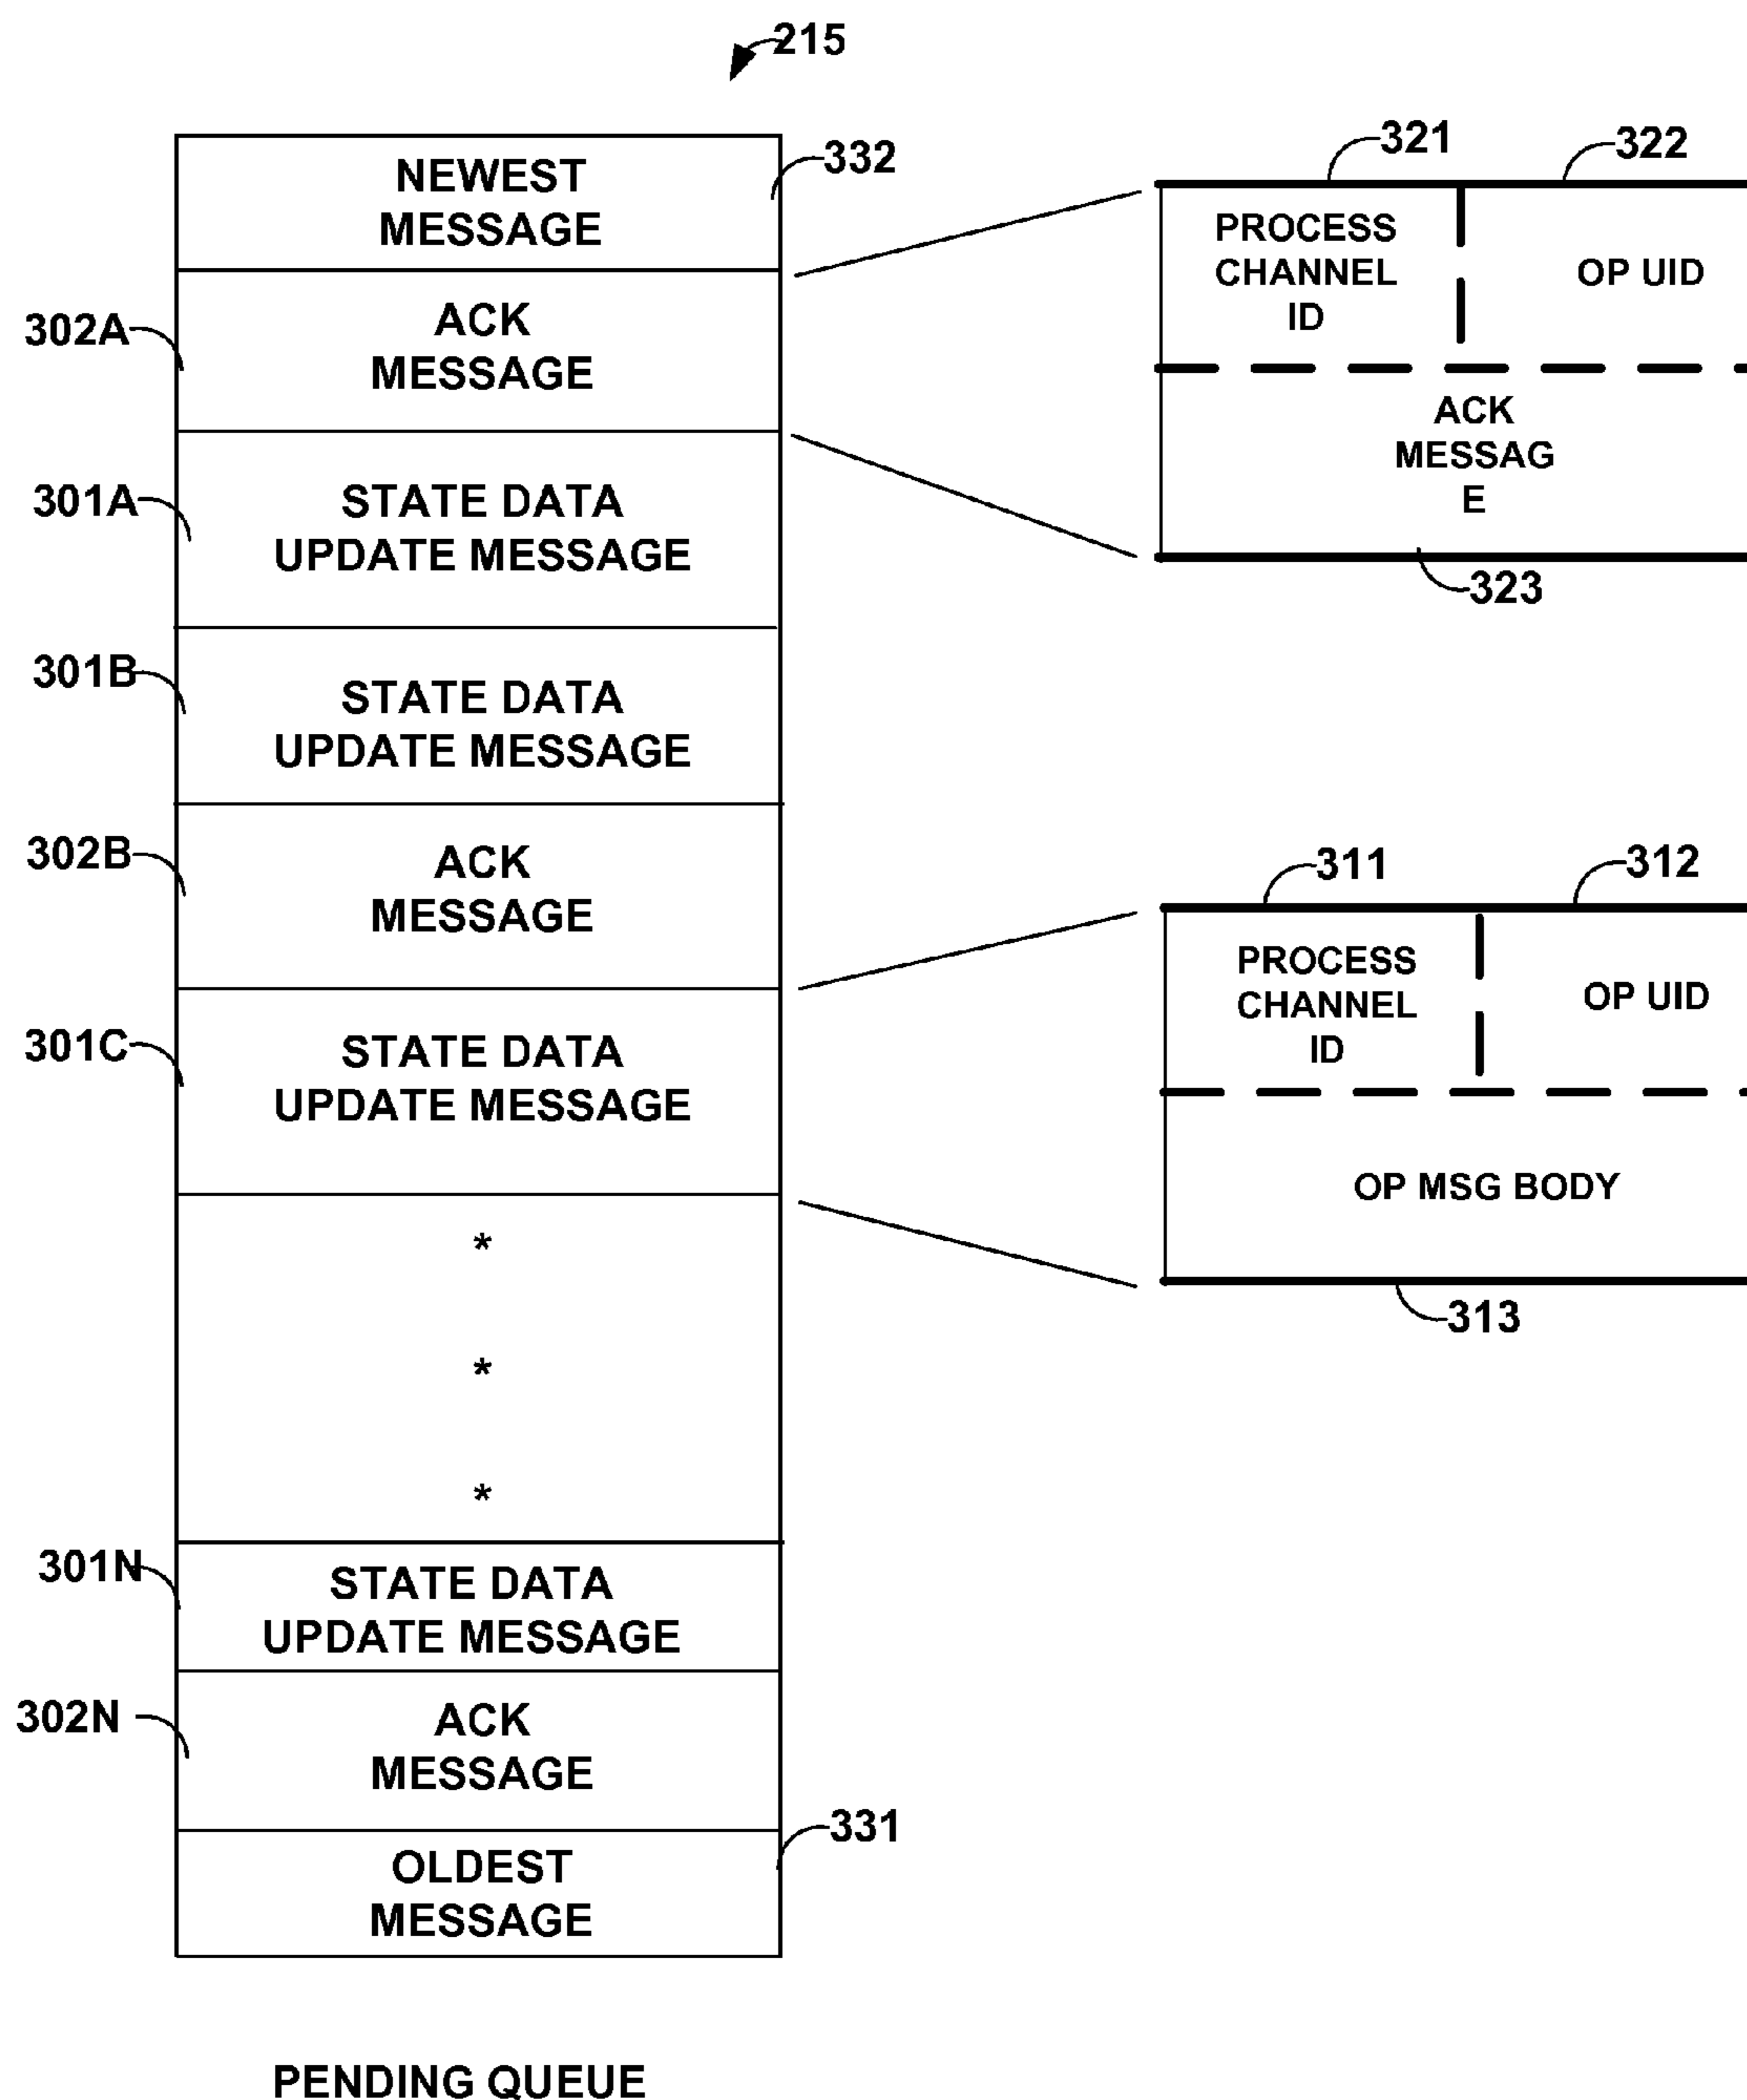 215
NEWEST
MESSAGE
332
302A
ACK
MESSAGE
301A
STATE DATA
UPDATE MESSAGE
301B
STATE DATA
UPDATE MESSAGE
302B
ACK
MESSAGE
301C
STATE DATA
UPDATE MESSAGE
*
*
*
301N
STATE DATA
UPDATE MESSAGE
302N
ACK
MESSAGE
331
OLDEST
MESSAGE
PENDING QUEUE
321
322
PROCESS
CHANNEL
ID
OP UID
ACK
MESSAG
E
323
311
312
PROCESS
CHANNEL
ID
OP UID
OP MSG BODY
313